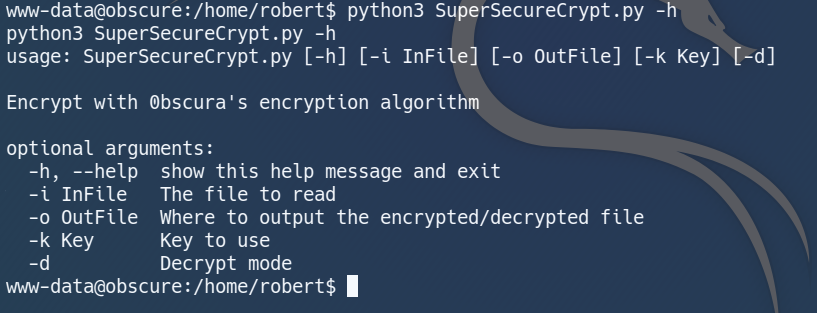 www-data@obscure:/home/robert$ python3 SuperSecureCrypt.py -h
python3 SuperSecureCrypt.py -h
usage: SuperSecureCrypt.py [-h] [-i InFile] [-o OutFile] [-k Key] [-d]
Encrypt with 0bscura's encryption algorithm
optional arguments:
  -h, --help  show this help message and exit
  -i InFile   The file to read
  -o OutFile  Where to output the encrypted/decrypted file
  -k Key      Key to use
  -d          Decrypt mode
www-data@obscure:/home/robert$